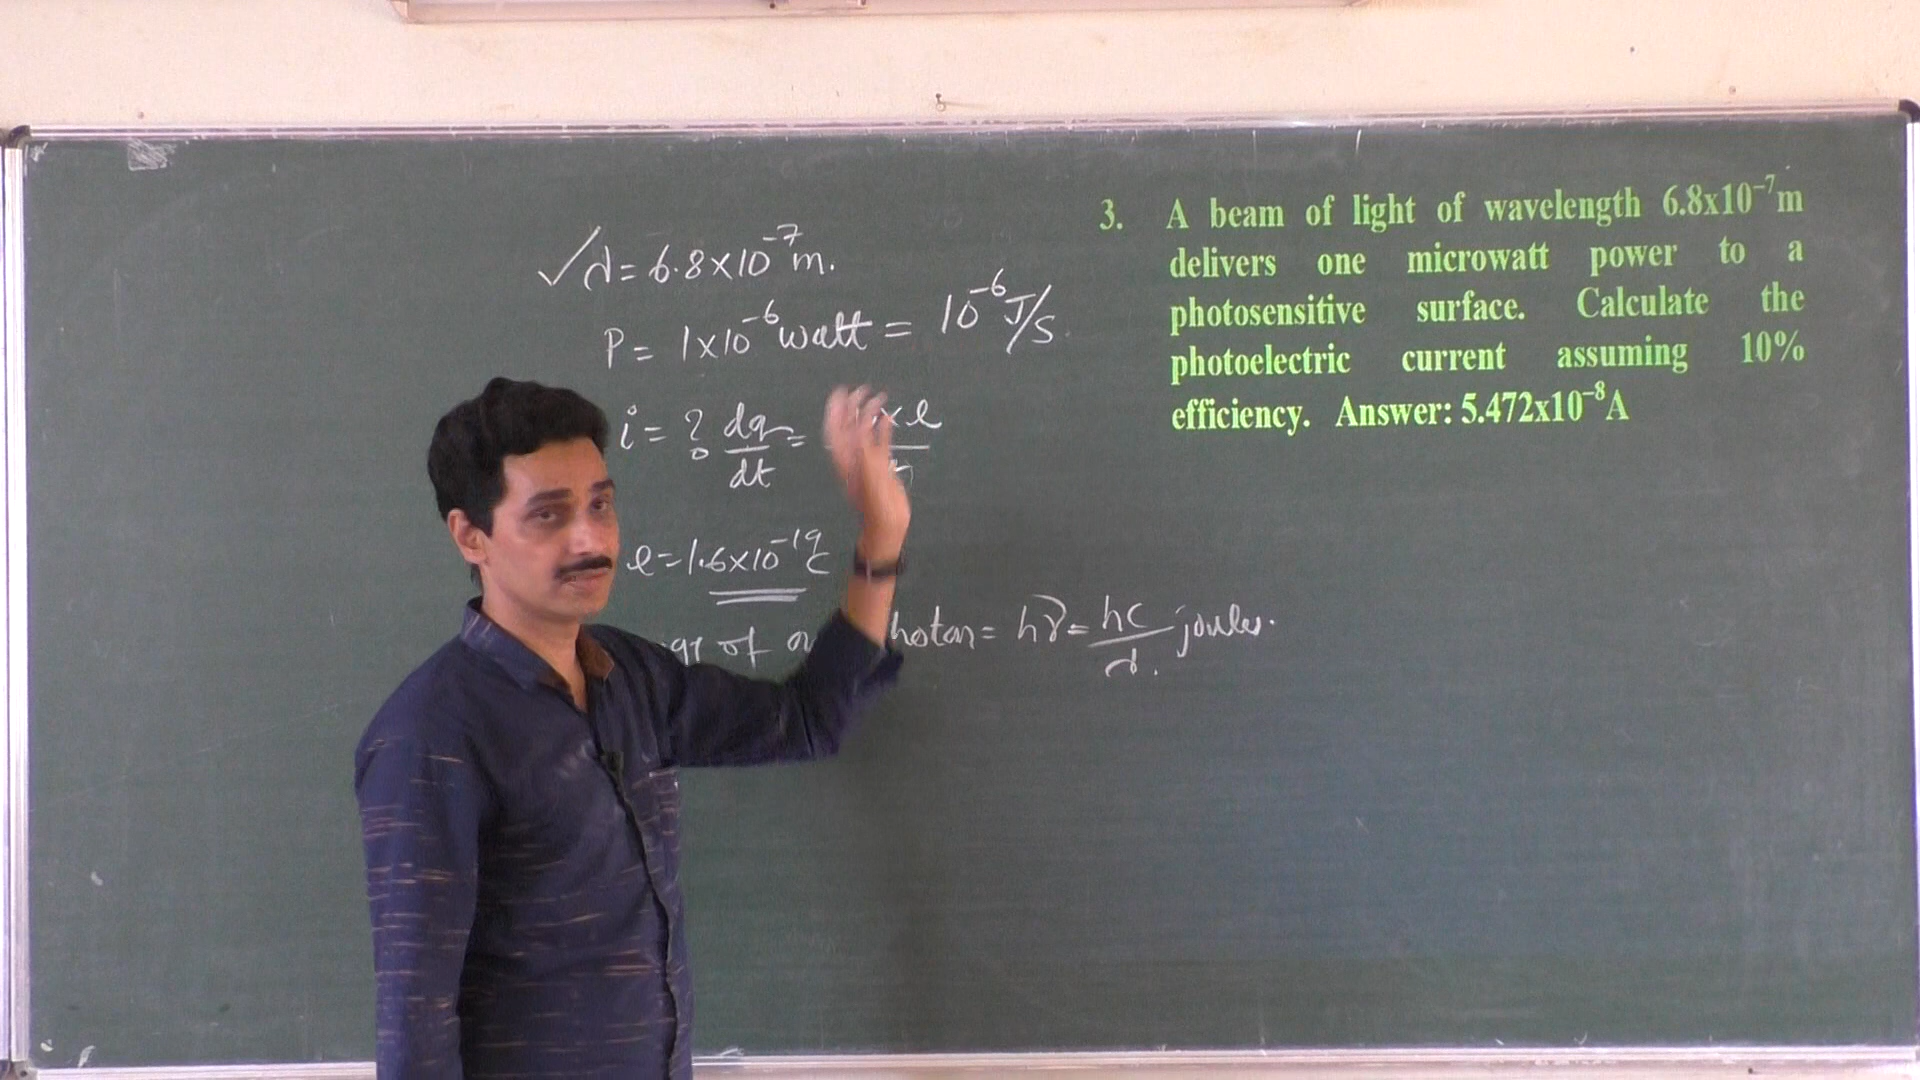 λ = 6.8×10⁻⁷ m.
P = 1×10⁻⁶ watt = 10⁻⁶ J/s.
i = ? dq/dt = × e
e = 1.6×10⁻¹⁹ C
of = hν = hc/λ joules.
3. A beam of light of wavelength 6.8x10⁻⁷m
delivers one microwatt power to a
photosensitive surface. Calculate the
photoelectric current assuming 10%
efficiency. Answer: 5.472x10⁻⁸A